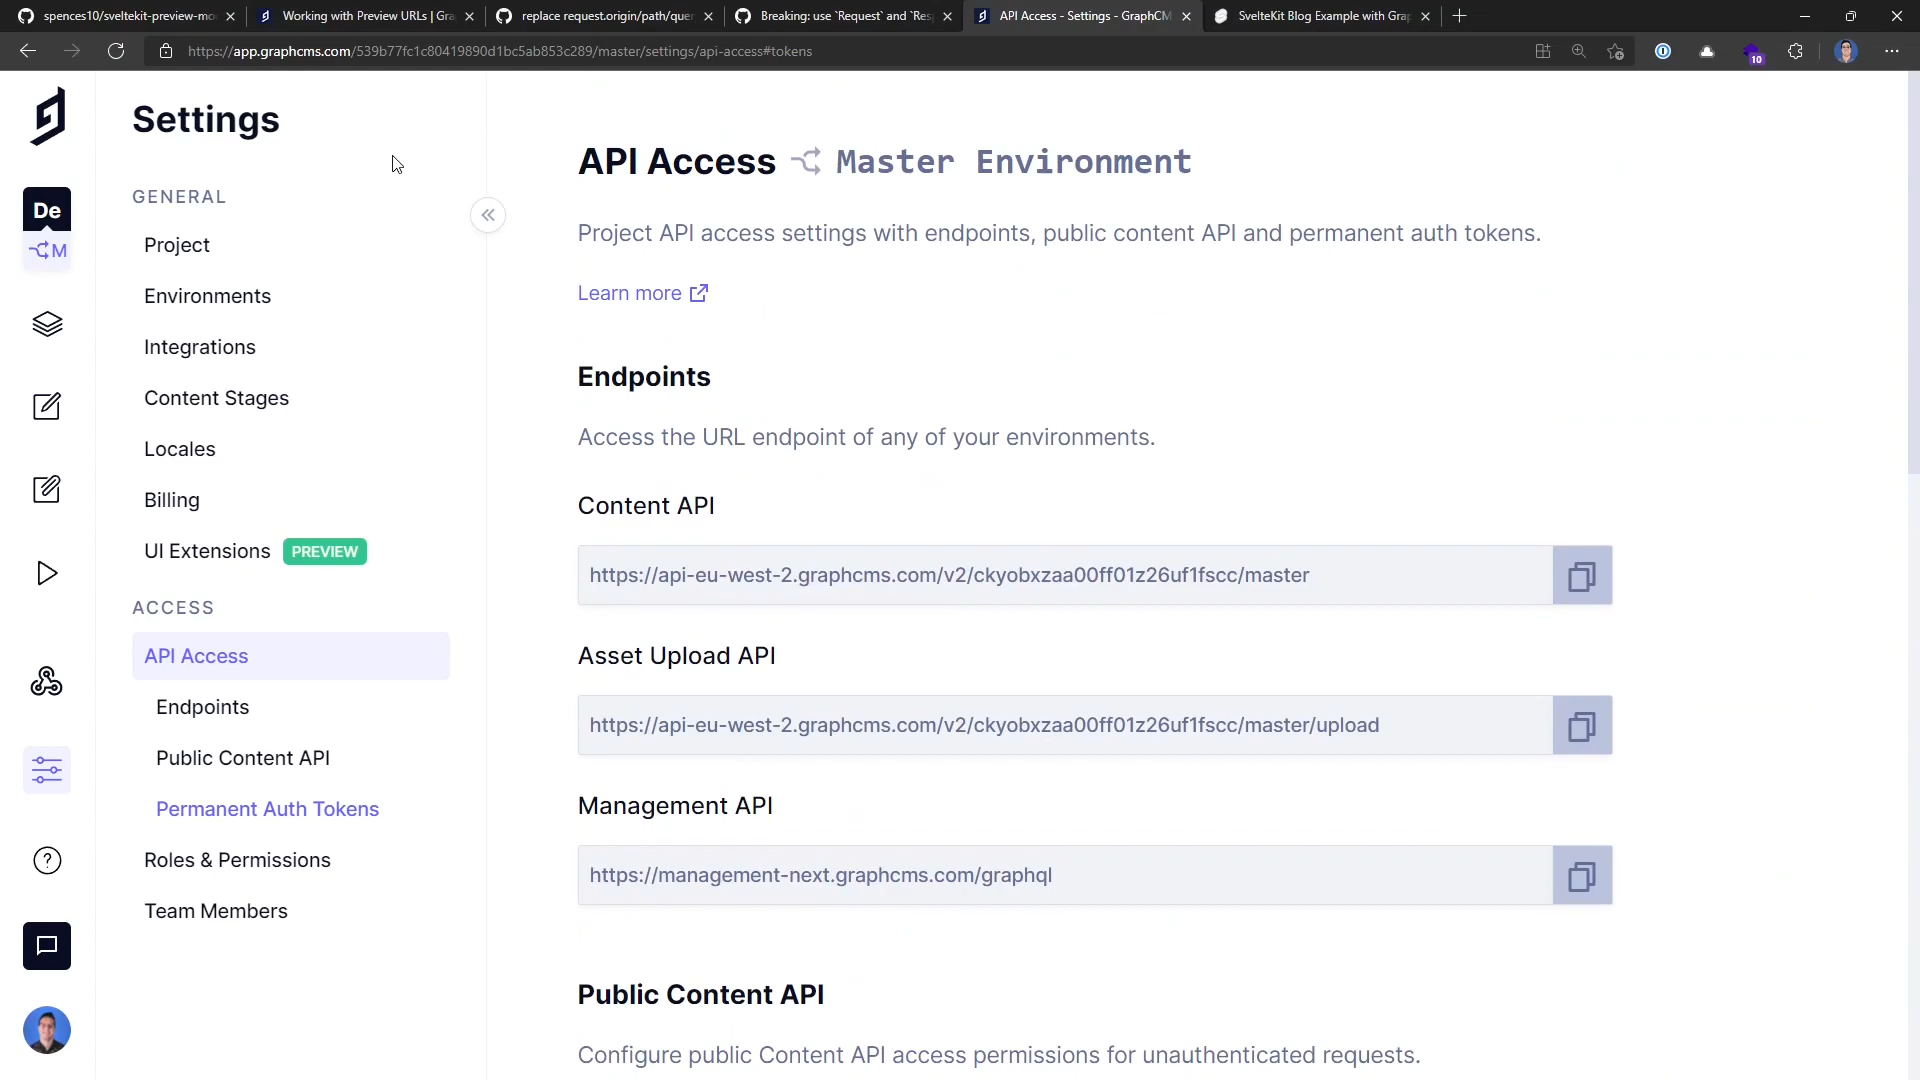 spences10/sveltekit-preview-mo
Working with Preview URLs | Gra
replace request.origin/path/quer
Breaking: use `Request` and `Resp
API Access - Settings - GraphCM
SvelteKit Blog Example with Grap
https://app.graphcms.com/539b77fc1c80419890d1bc5ab853c289/master/settings/api-access#tokens
10
De
M
Settings
GENERAL
Project
Environments
Integrations
Content Stages
Locales
Billing
UI Extensions PREVIEW
ACCESS
API Access
Endpoints
Public Content API
Permanent Auth Tokens
Roles & Permissions
Team Members
API Access Master Environment
Project API access settings with endpoints, public content API and permanent auth tokens.
Learn more
Endpoints
Access the URL endpoint of any of your environments.
Content API
https://api-eu-west-2.graphcms.com/v2/ckyobxzaa00ff01z26uf1fscc/master
Asset Upload API
https://api-eu-west-2.graphcms.com/v2/ckyobxzaa00ff01z26uf1fscc/master/upload
Management API
https://management-next.graphcms.com/graphql
Public Content API
Configure public Content API access permissions for unauthenticated requests.